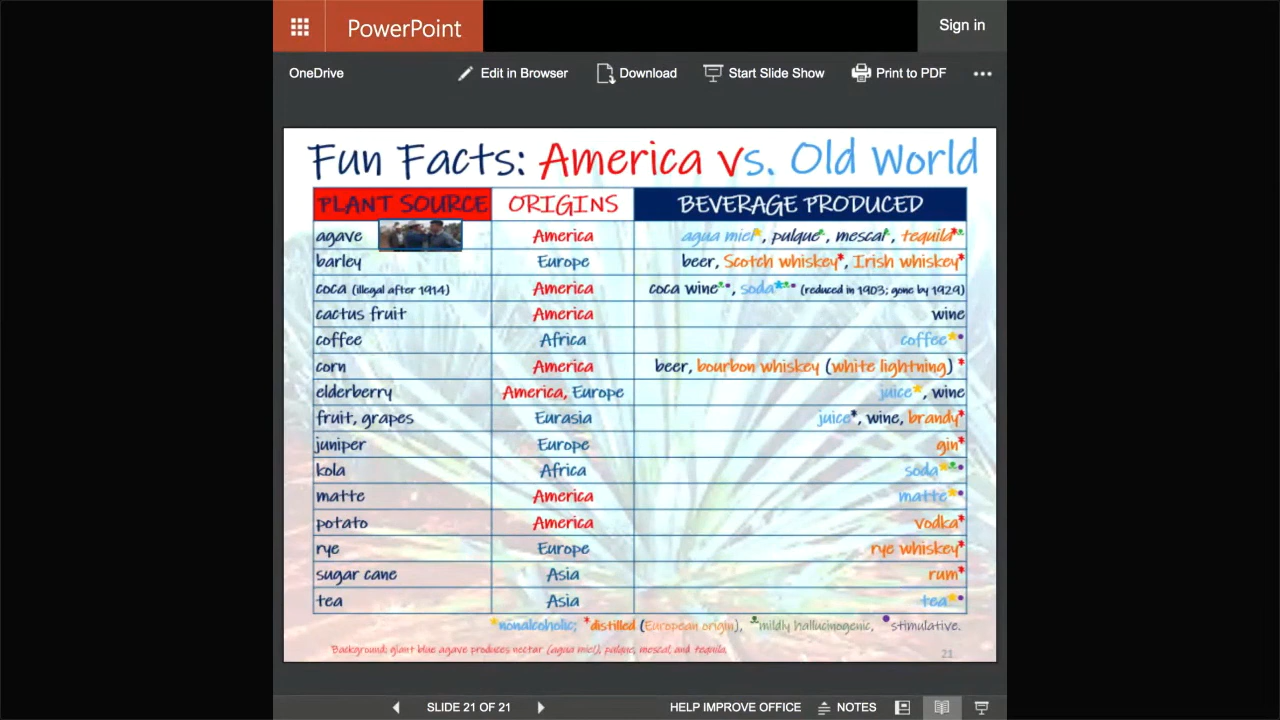 PowerPoint
Sign in
OneDrive Edit in Browser Download Start Slide Show Print to PDF
Fun Facts: America vs. Old World
PLANT SOURCE ORIGINS BEVERAGE PRODUCED
agave America agua miel*, pulque, mescal, tequila*
barley Europe beer, Scotch whiskey*, Irish whiskey*
coca (illegal after 1914) America coca wine, soda* (reduced in 1903; gone by 1929)
cactus fruit America wine
coffee Africa coffee*
corn America beer, bourbon whiskey (white lightning) *
elderberry America, Europe juice*, wine
fruit, grapes Eurasia juice*, wine, brandy*
juniper Europe gin*
kola Africa soda*
matte America matte*
potato America vodka*
rye Europe rye whiskey*
sugar cane Asia rum*
tea Asia tea*
*nonalcoholic; *distilled (European origin), mildly hallucinogenic, •stimulative.
Background: giant blue agave produces nectar (agua miel), pulque, mescal, and tequila.
21
SLIDE 21 OF 21 HELP IMPROVE OFFICE NOTES